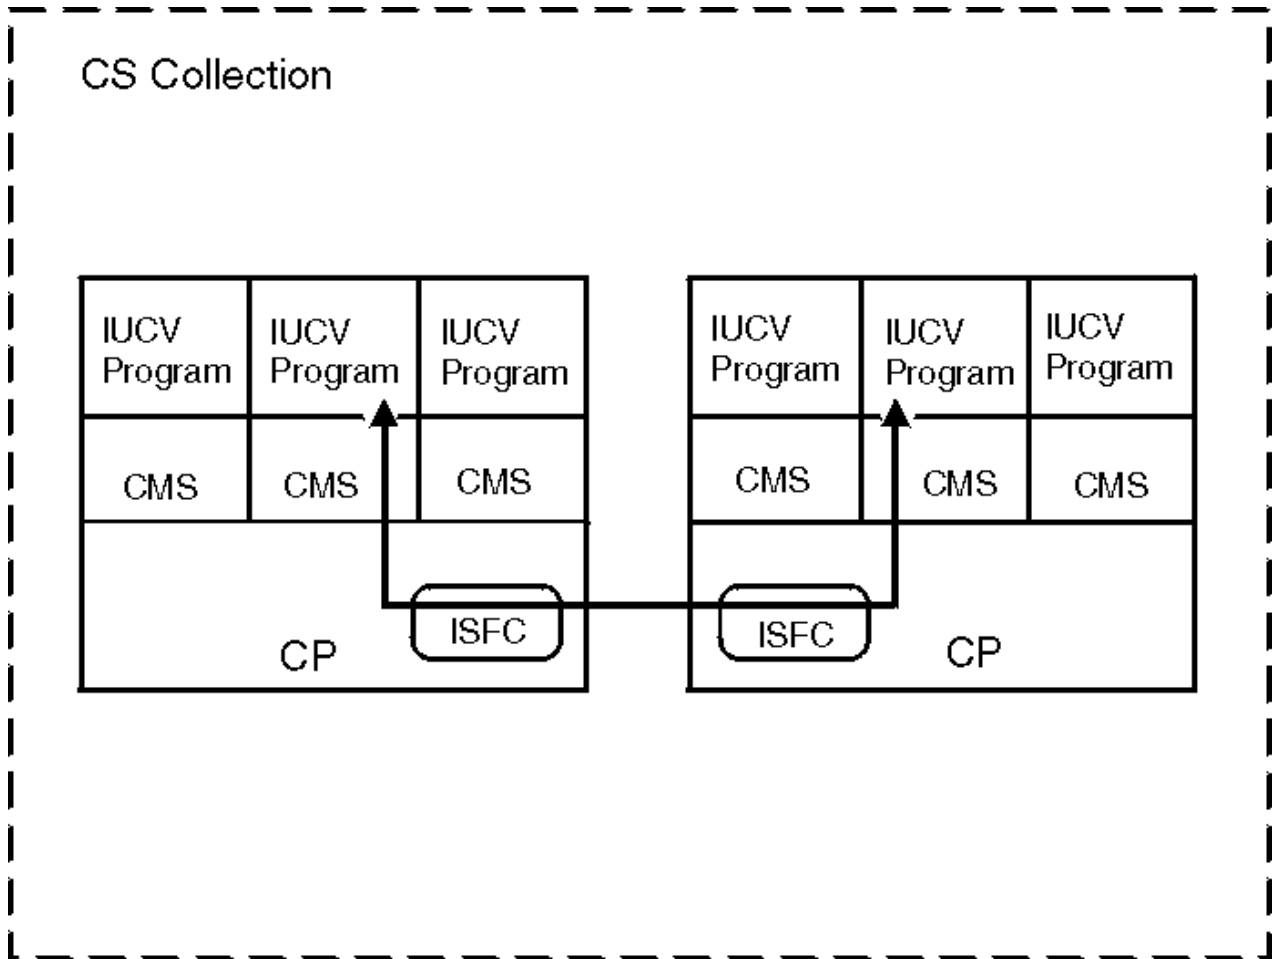 CS Collection
IUCV
Program
IUCV
Program
IUCV
Program
CMS
CMS
CMS
ISFC
CP
IUCV
Program
IUCV
Program
IUCV
Program
CMS
CMS
CMS
ISFC
CP